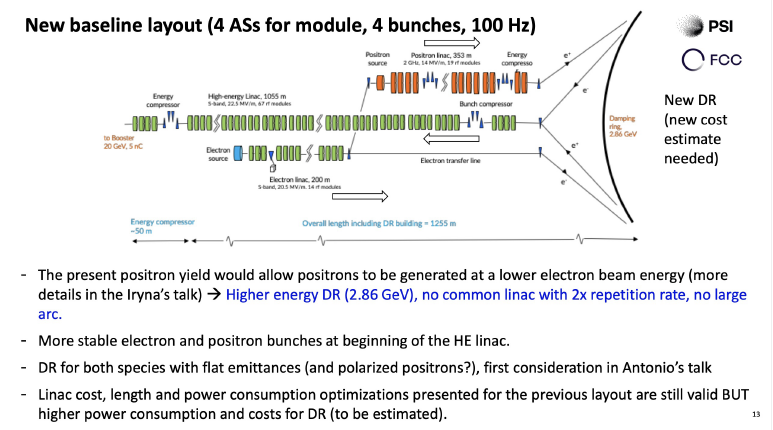 New baseline layout (4 ASs for module, 4 bunches, 100 Hz)
PSI
FCC
Positron
source
Positron linac, 353 m
2 GHz, 14 MV/m, 19 rf modules
Energy
compresso
e⁺
e⁻
Energy
compressor
High-energy Linac, 1055 m
S-band, 22.5 MV/m, 67 rf modules
Bunch compressor
New DR
(new cost
estimate
needed)
Damping
ring,
2.86 GeV
to Booster
20 GeV, 5 nC
Electron
source
Electron transfer line
e⁺
e⁻
Electron linac, 200 m
S-band, 20.5 MV/m, 14 rf modules
Energy compressor
~50 m
Overall length including DR building ≈ 1255 m
- The present positron yield would allow positrons to be generated at a lower electron beam energy (more
details in the Iryna's talk) → Higher energy DR (2.86 GeV), no common linac with 2x repetition rate, no large
arc.
- More stable electron and positron bunches at beginning of the HE linac.
- DR for both species with flat emittances (and polarized positrons?), first consideration in Antonio's talk
- Linac cost, length and power consumption optimizations presented for the previous layout are still valid BUT
higher power consumption and costs for DR (to be estimated).
13